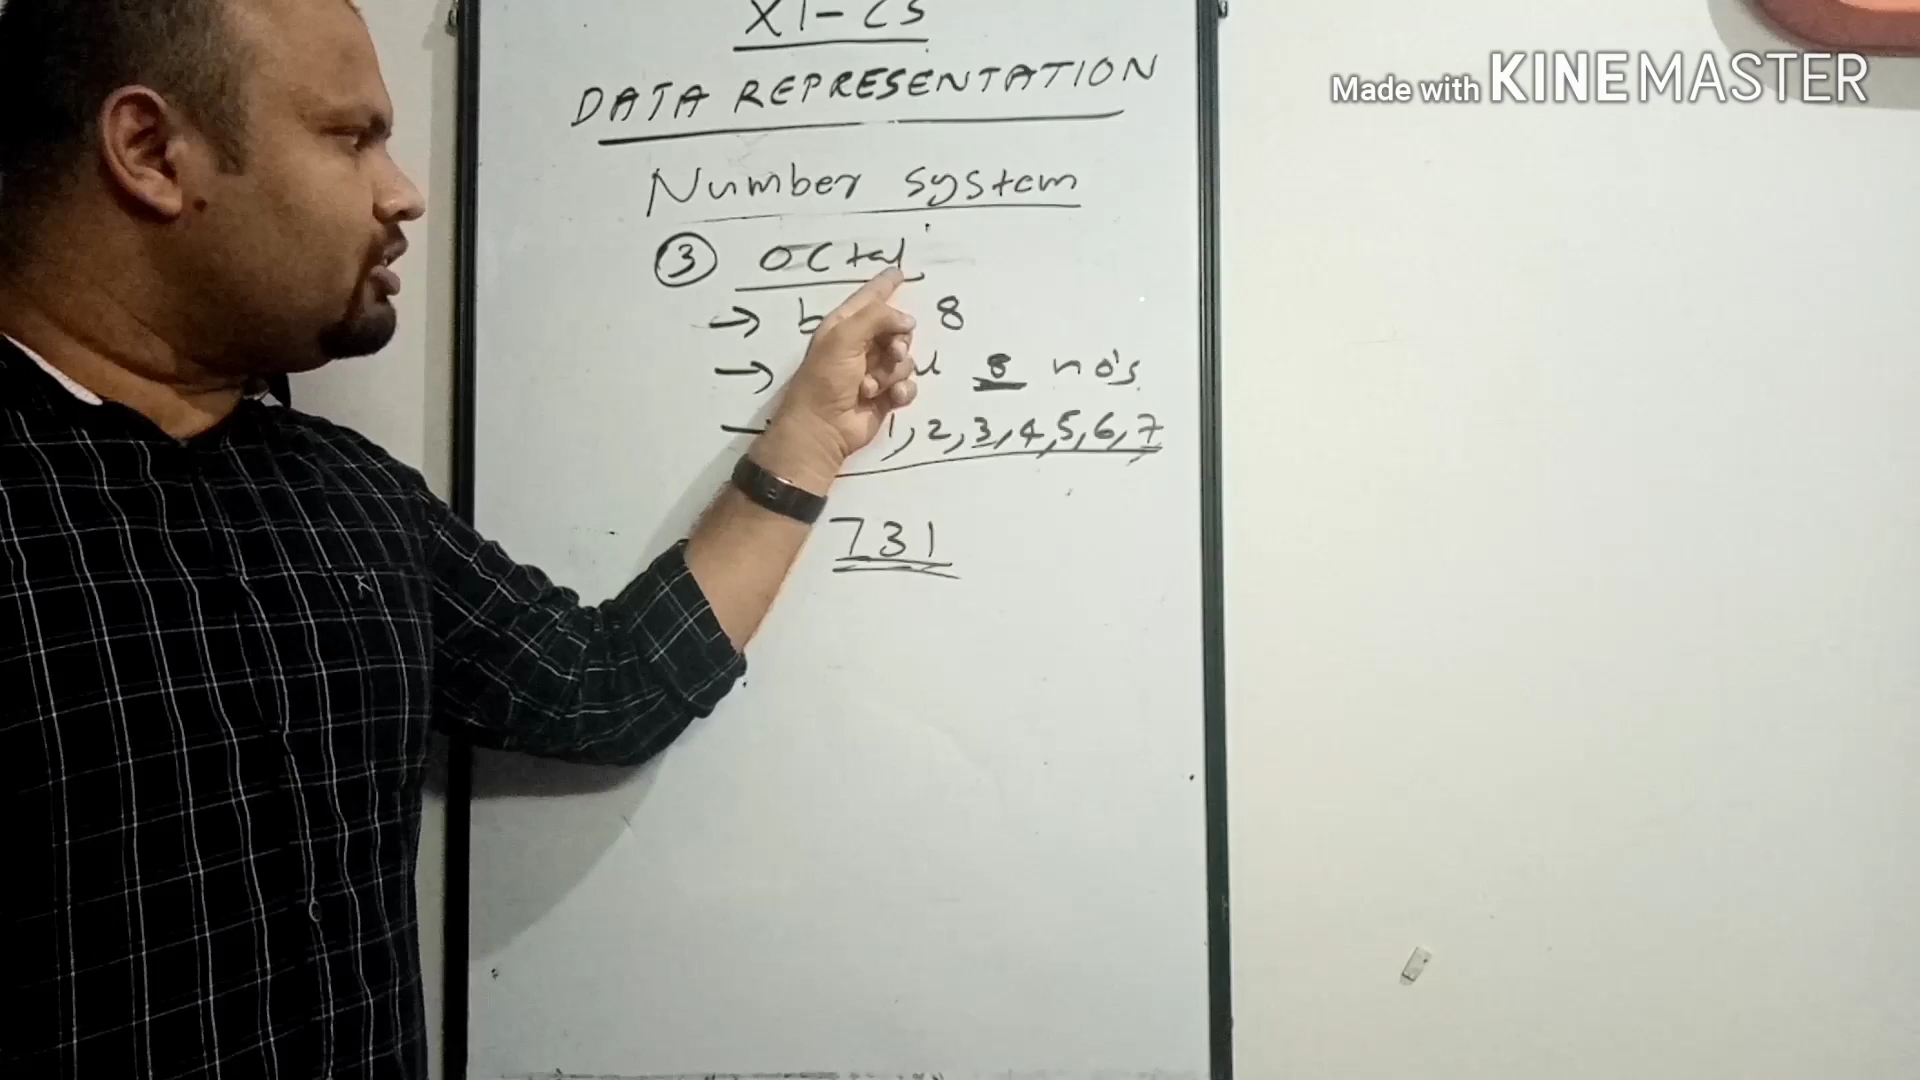 XI-CS
DATA REPRESENTATION
Made with KINEMASTER
Number system
③ octal
→ 8
→ 8 no's
→ 1, 2, 3, 4, 5, 6, 7
731